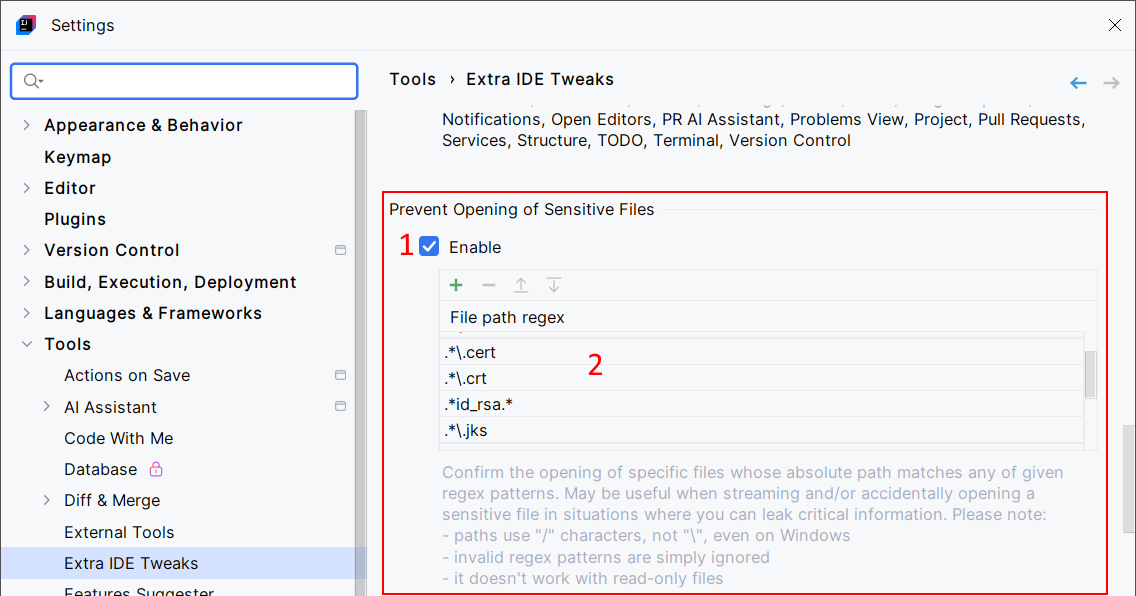 Settings
Tools › Extra IDE Tweaks
Appearance & Behavior
Keymap
Editor
Plugins
Version Control
Build, Execution, Deployment
Languages & Frameworks
Tools
Actions on Save
AI Assistant
Code With Me
Database
Diff & Merge
External Tools
Extra IDE Tweaks
Features Suggester
Notifications, Open Editors, PR AI Assistant, Problems View, Project, Pull Requests,
Services, Structure, TODO, Terminal, Version Control
Prevent Opening of Sensitive Files
1 Enable
File path regex
2
.*\.cert
.*\.crt
.*id_rsa.*
.*\.jks
Confirm the opening of specific files whose absolute path matches any of given
regex patterns. May be useful when streaming and/or accidentally opening a
sensitive file in situations where you can leak critical information. Please note:
- paths use "/" characters, not "\", even on Windows
- invalid regex patterns are simply ignored
- it doesn't work with read-only files